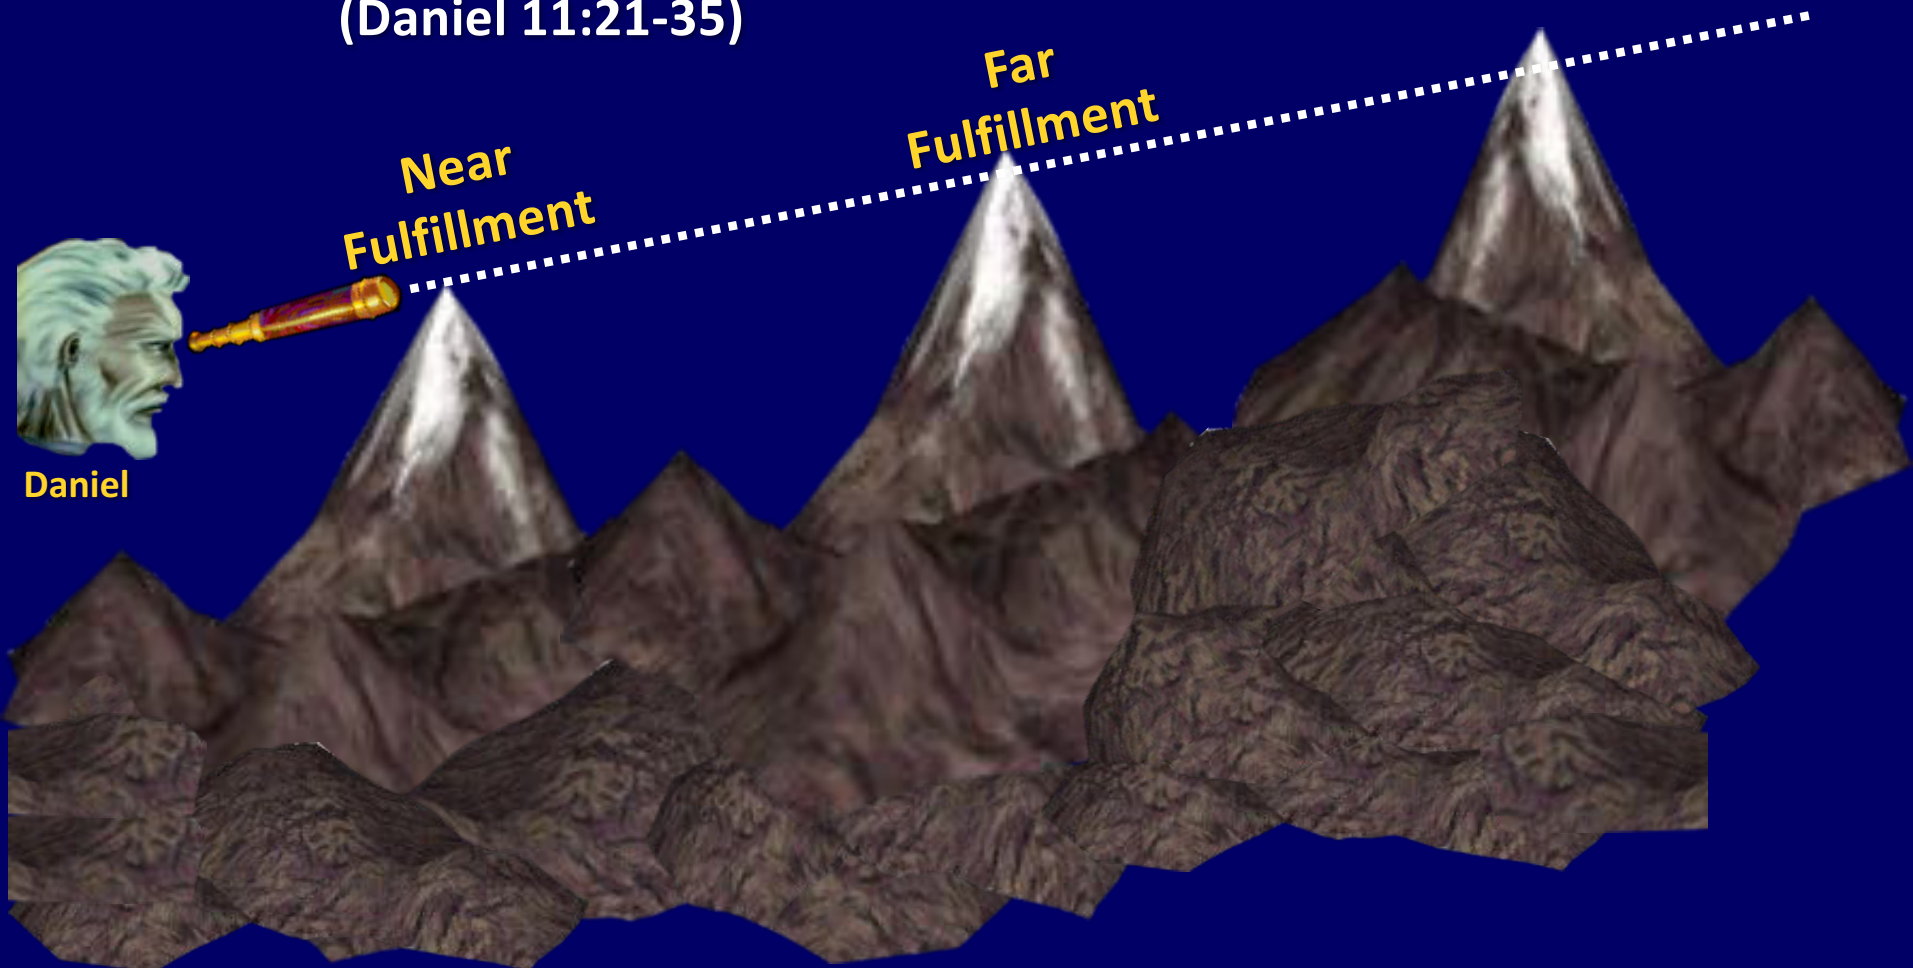 (Daniel 11:21-35)
Far
Fulfillment
Near
Fulfillment
Daniel